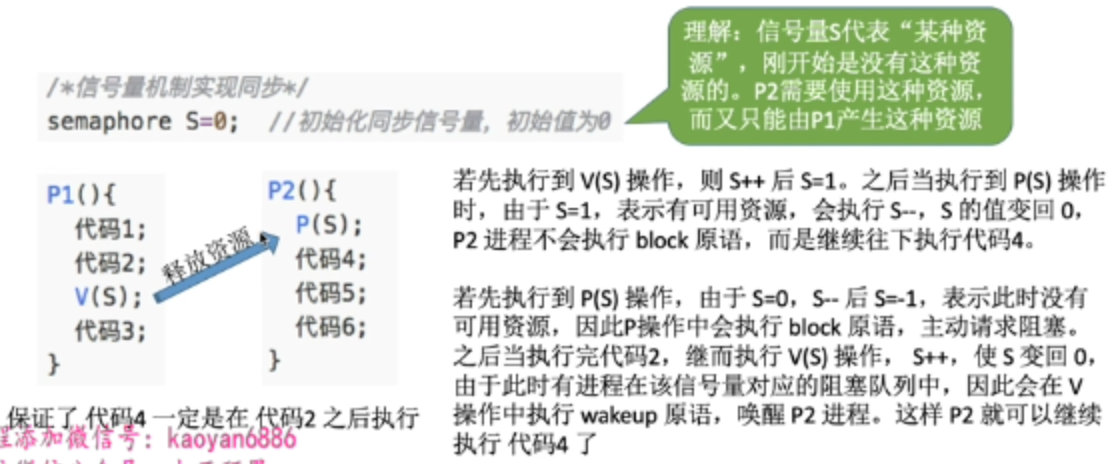 理解：信号量S代表“某种资
源”，刚开始是没有这种资
源的。P2需要使用这种资源，
而又只能由P1产生这种资源
/*信号量机制实现同步*/
semaphore S=0; //初始化同步信号量，初始值为0
P1(){
代码1;
代码2;
V(S);
代码3;
}
释放资源
P2(){
P(S);
代码4;
代码5;
代码6;
}
保证了 代码4 一定是在 代码2 之后执行
若先执行到 V(S) 操作，则 S++ 后 S=1。之后当执行到 P(S) 操作
时，由于 S=1，表示有可用资源，会执行 S--，S 的值变回 0，
P2 进程不会执行 block 原语，而是继续往下执行代码4。
若先执行到 P(S) 操作，由于 S=0，S-- 后 S=-1，表示此时没有
可用资源，因此P操作中会执行 block 原语，主动请求阻塞。
之后当执行完代码2，继而执行 V(S) 操作， S++，使 S 变回 0，
由于此时有进程在该信号量对应的阻塞队列中，因此会在 V
操作中执行 wakeup 原语，唤醒 P2 进程。这样 P2 就可以继续
执行 代码4 了
添加微信号：kaoyan6886